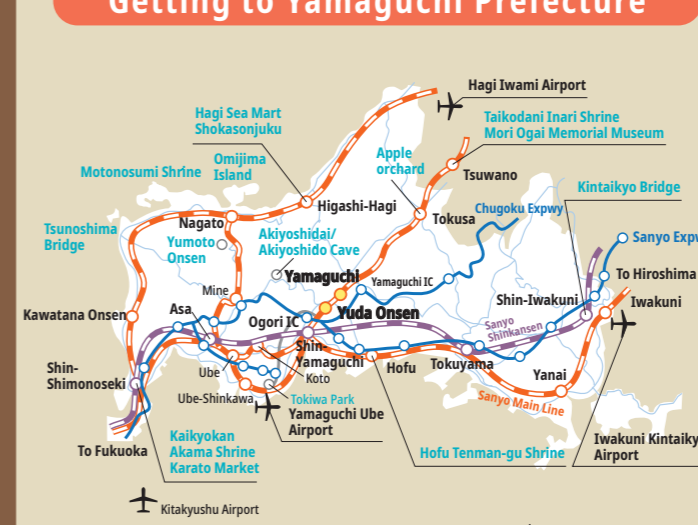 Getting to Yamaguchi Prefecture
Hagi Iwami Airport
Hagi Sea Mart
Shokasonjuku
Taikodani Inari Shrine
Mori Ogai Memorial Museum
Omijima
Island
Apple
orchard
Motonosumi Shrine
Tsuwano
Kintaikyo Bridge
Higashi-Hagi
Chugoku Expwy
Nagato
Tokusa
Tsunoshima
Bridge
Yumoto
Onsen
Akiyoshidai/
Akiyoshido Cave
Sanyo Expw
Yamaguchi
To Hiroshima
Yamaguchi IC
Mine
Shin-Iwakuni
Iwakuni
Kawatana Onsen
Asa
Ogori IC
Yuda Onsen
Sanyo
Shinkansen
Shin-
Yamaguchi
Shin-
Shimonoseki
Ube
Koto
Hofu
Tokuyama
Yanai
Ube-Shinkawa
Tokiwa Park
Sanyo Main Line
Yamaguchi Ube
Airport
Kaikyokan
Akama Shrine
Karato Market
To Fukuoka
Hofu Tenman-gu Shrine
Iwakuni Kintaiky
Airport
Kitakyushu Airport